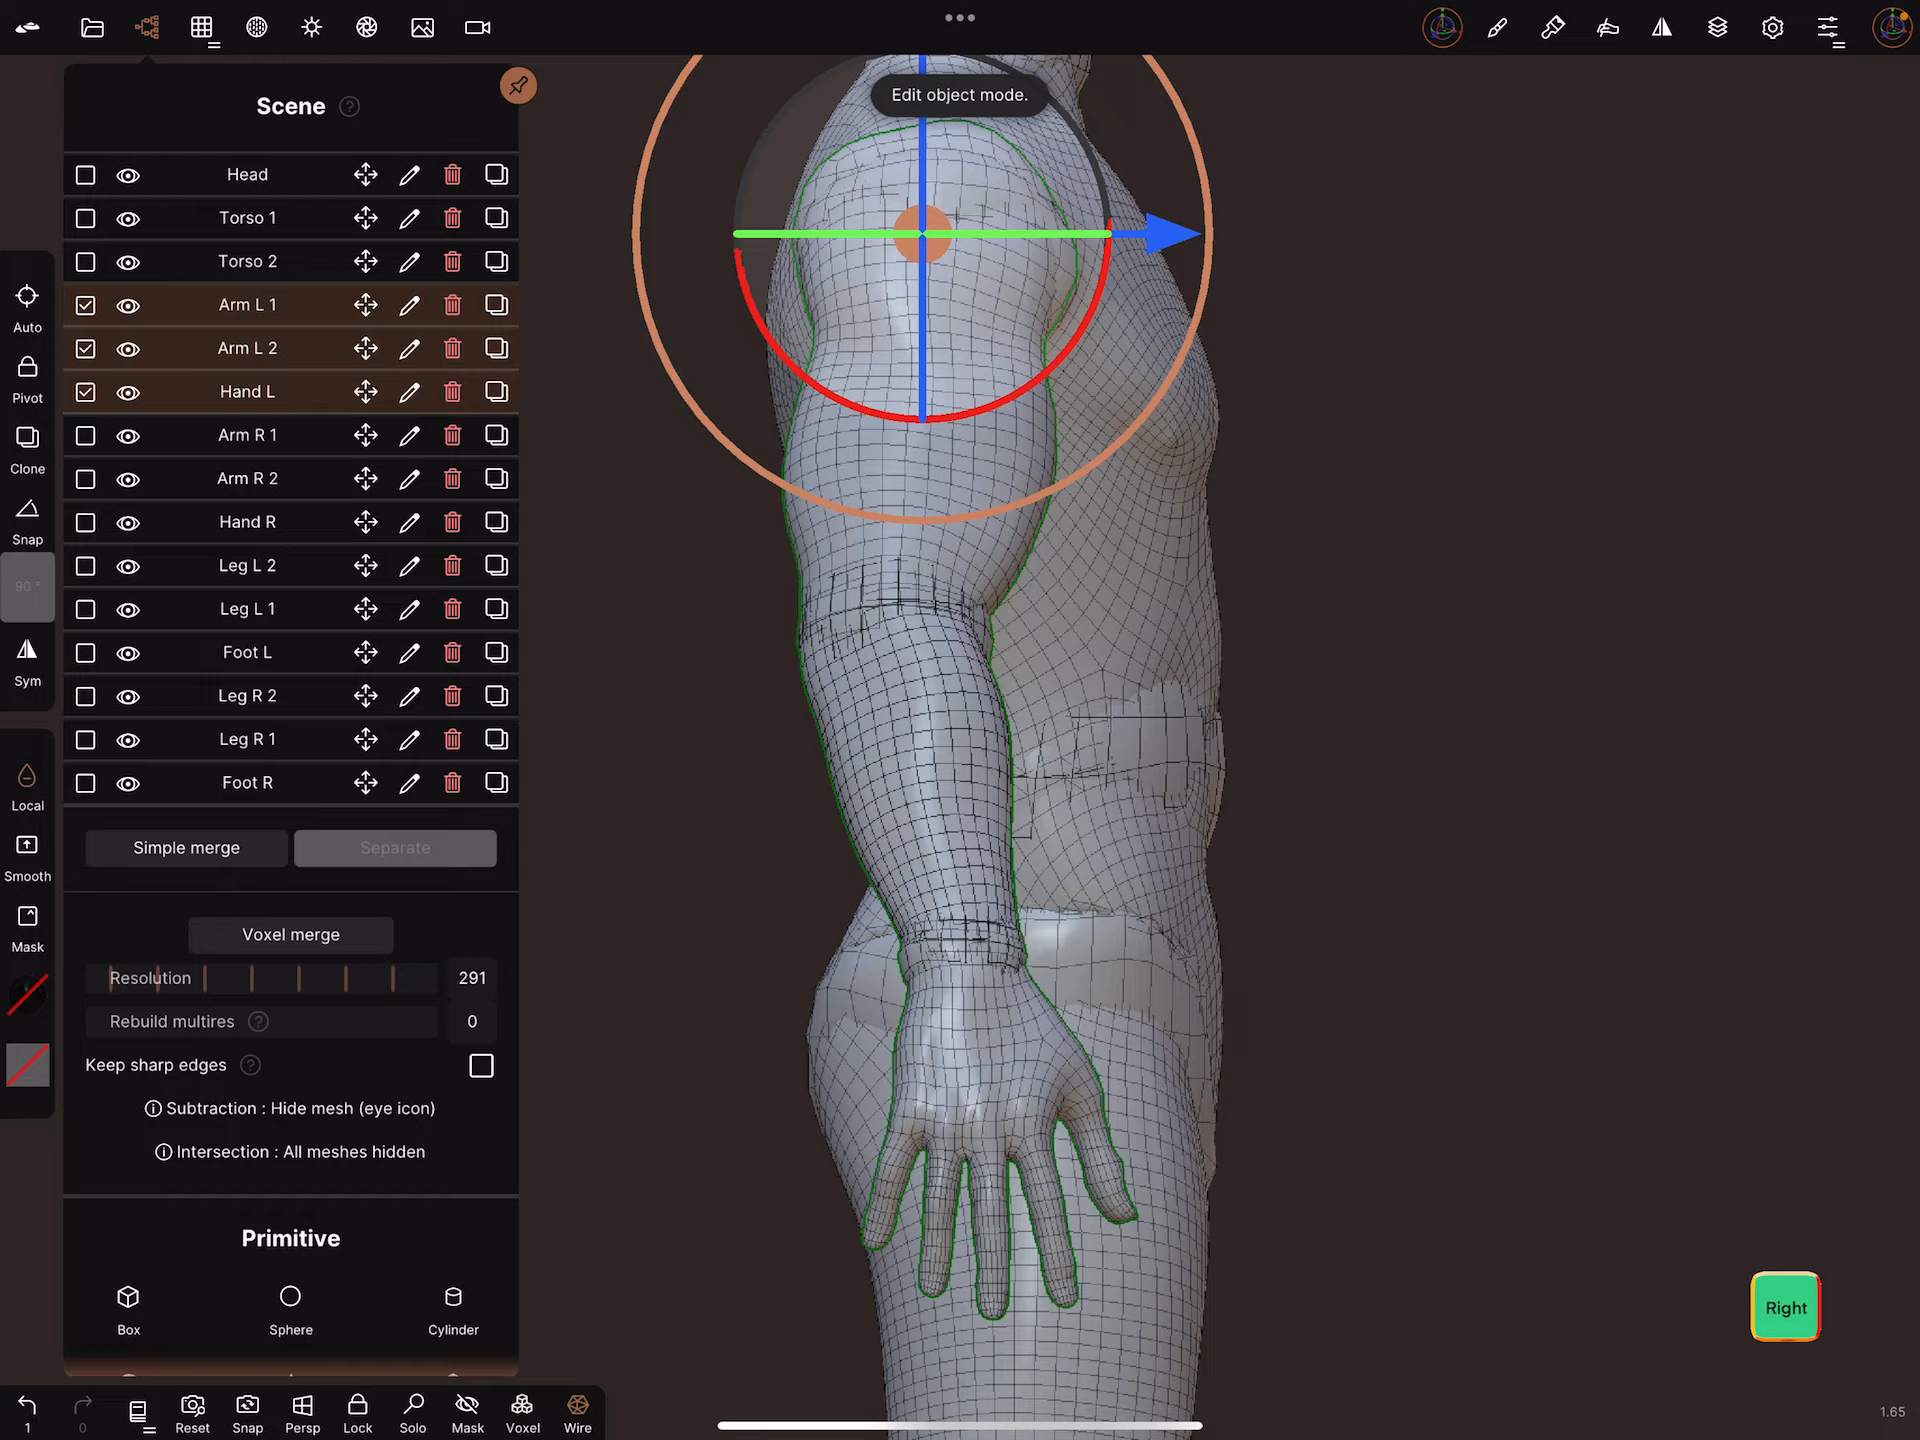 Edit object mode.
Scene
Head
Torso 1
Torso 2
Arm L 1
Arm L 2
Hand L
Arm R 1
Arm R 2
Hand R
Leg L 2
Leg L 1
Foot L
Leg R 2
Leg R 1
Foot R
Simple merge
Separate
Voxel merge
Resolution 291
Rebuild multires ? 0
Keep sharp edges ?
Subtraction : Hide mesh (eye icon)
Intersection : All meshes hidden
Primitive
Box
Sphere
Cylinder
Auto
Pivot
Clone
Snap
90 °
Sym
Local
Smooth
Mask
1
0
Reset
Snap
Persp
Lock
Solo
Mask
Voxel
Wire
Right
1.65